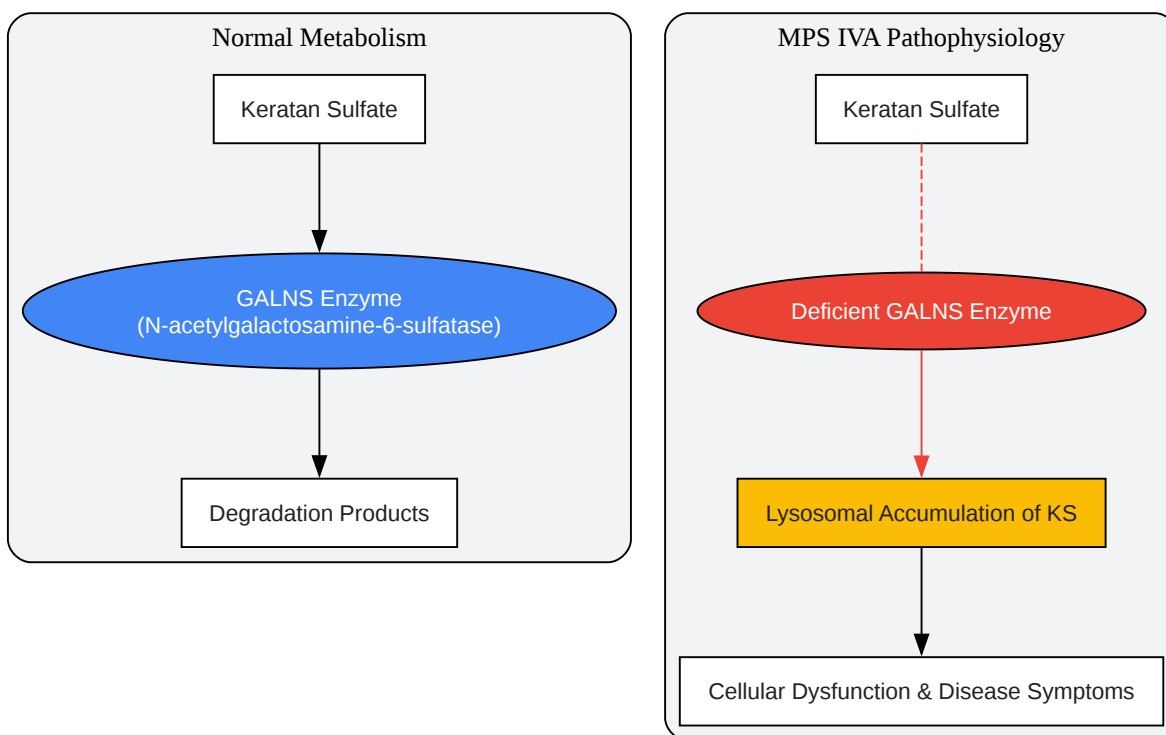 Normal Metabolism
Keratan Sulfate
GALNS Enzyme
(N-acetylgalactosamine-6-sulfatase)
Degradation Products
MPS IVA Pathophysiology
Keratan Sulfate
Deficient GALNS Enzyme
Lysosomal Accumulation of KS
Cellular Dysfunction & Disease Symptoms